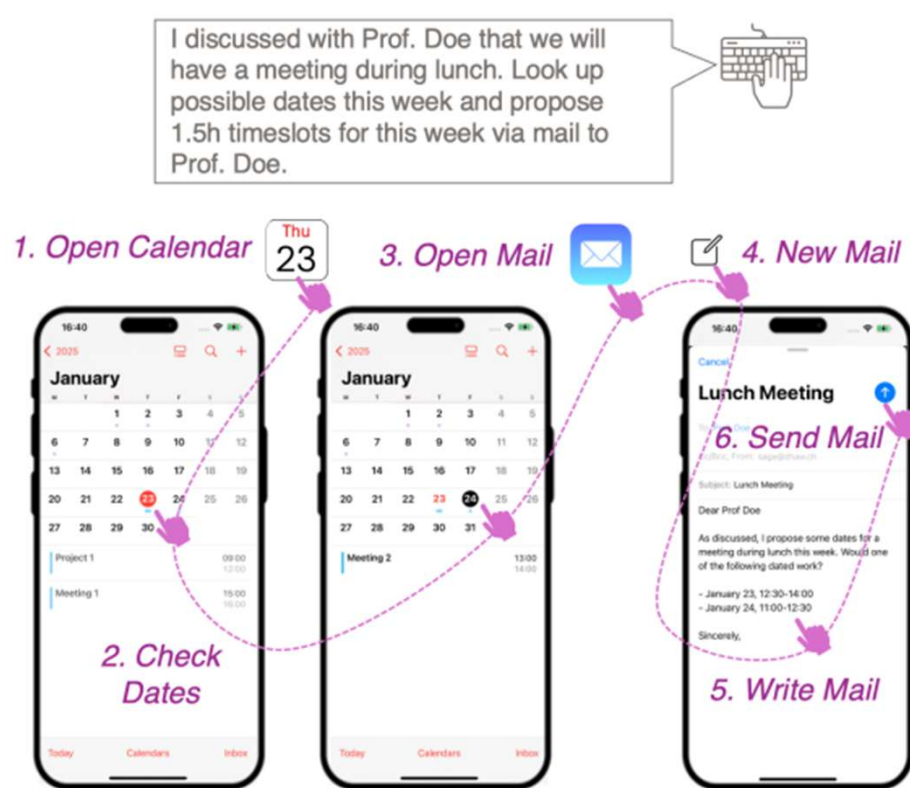 I discussed with Prof. Doe that we will
have a meeting during lunch. Look up
possible dates this week and propose
1.5h timeslots for this week via mail to
Prof. Doe.
1. Open Calendar
Thu
23
3. Open Mail
4. New Mail
16:40
2025
January
1 2 3 4 5
6 7 8 9 10 11 12
13 14 15 16 17 18 19
20 21 22 23 24 25 26
27 28 29 30
Project 1 09:00
12:00
Meeting 1 15:00
16:00
2. Check
Dates
Today Calendars Inbox
16:40
2025
January
1 2 3 4 5
6 7 8 9 10 11 12
13 14 15 16 17 18 19
20 21 22 23 24 25 26
27 28 29 30 31
Meeting 2 13:00
14:00
Today Calendars Inbox
16:40
Cancel
Lunch Meeting
6. Send Mail
Subject: Lunch Meeting
Dear Prof Doe
As discussed, I propose some dates for a
meeting during lunch this week. Would one
of the following dated work?
- January 23, 12:30-14:00
- January 24, 11:00-12:30
Sincerely,
5. Write Mail